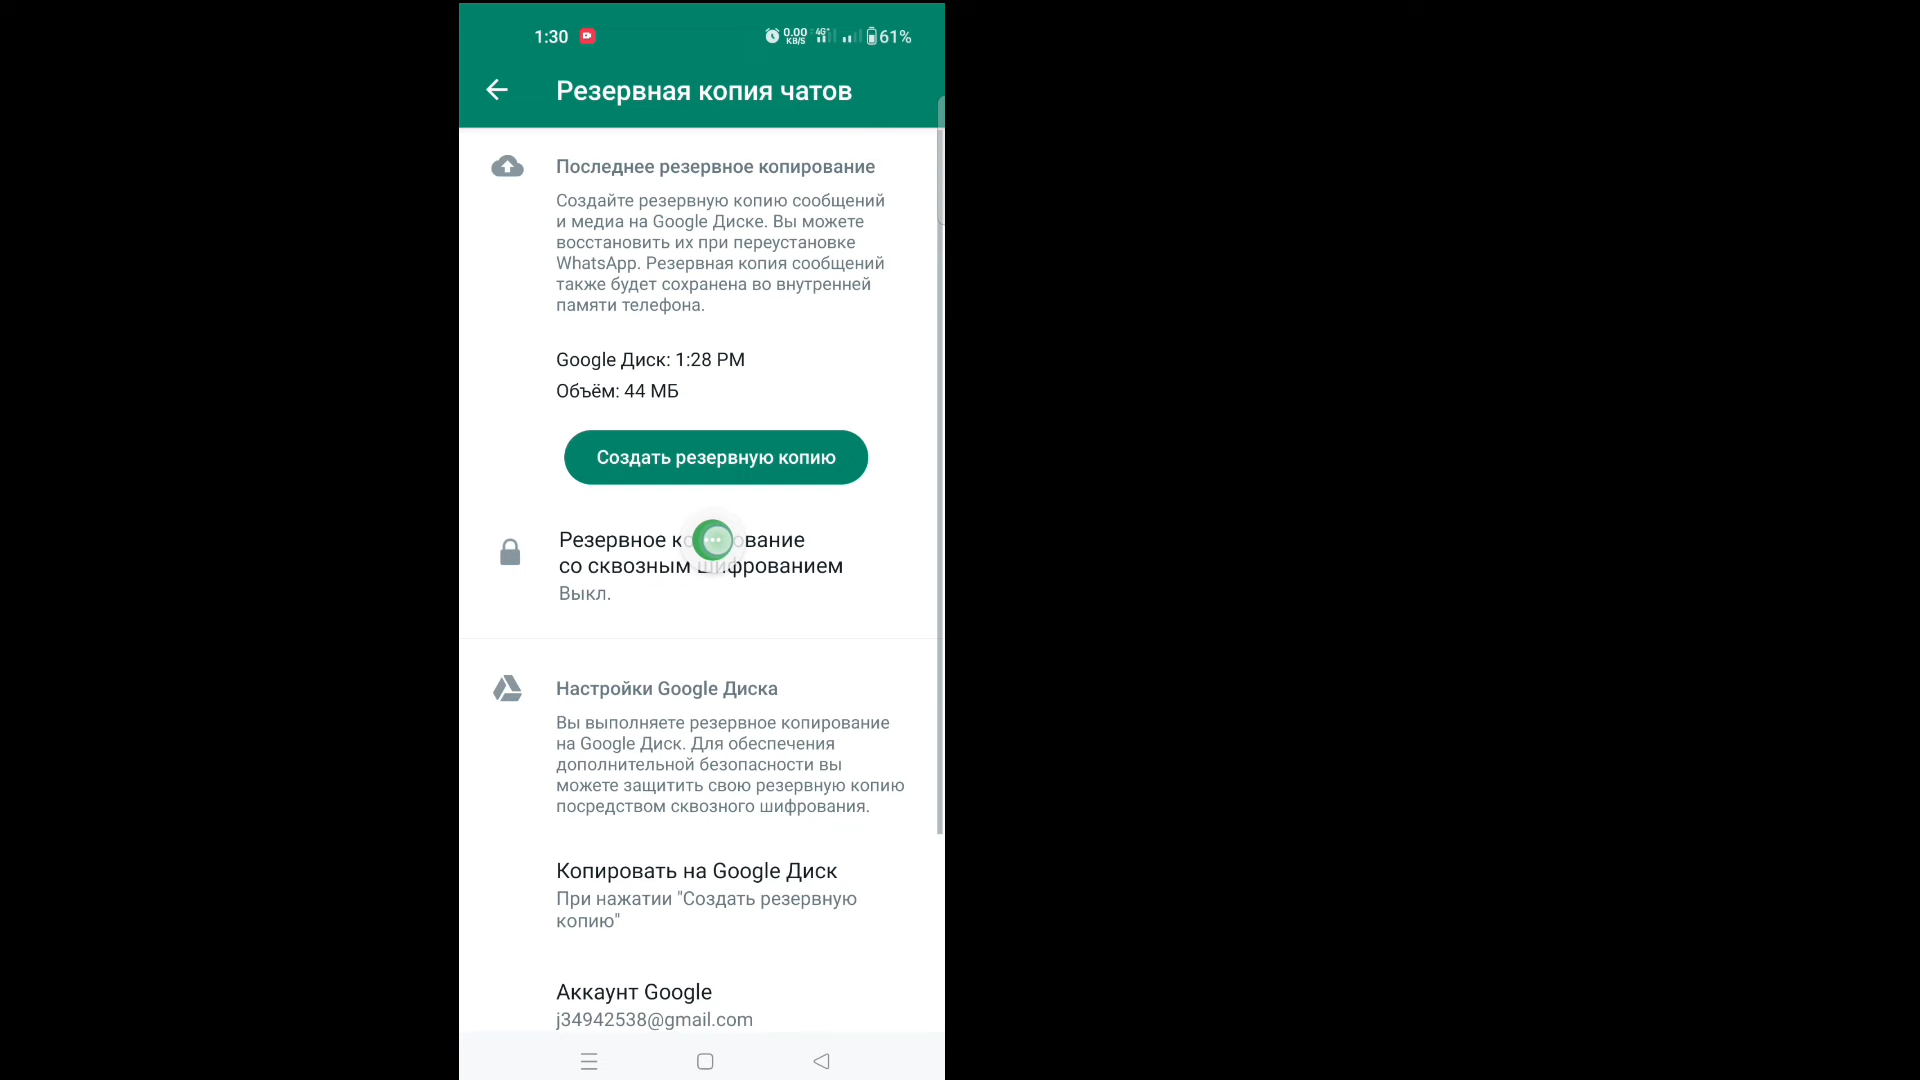 1:30
0.00
KB/S
4G+
61%
Резервная копия чатов
Последнее резервное копирование
Создайте резервную копию сообщений
и медиа на Google Диске. Вы можете
восстановить их при переустановке
WhatsApp. Резервная копия сообщений
также будет сохранена во внутренней
памяти телефона.
Google Диск: 1:28 PM
Объём: 44 МБ
Создать резервную копию
Резервное копирование
со сквозным шифрованием
Выкл.
Настройки Google Диска
Вы выполняете резервное копирование
на Google Диск. Для обеспечения
дополнительной безопасности вы
можете защитить свою резервную копию
посредством сквозного шифрования.
Копировать на Google Диск
При нажатии "Создать резервную
копию"
Аккаунт Google
j34942538@gmail.com